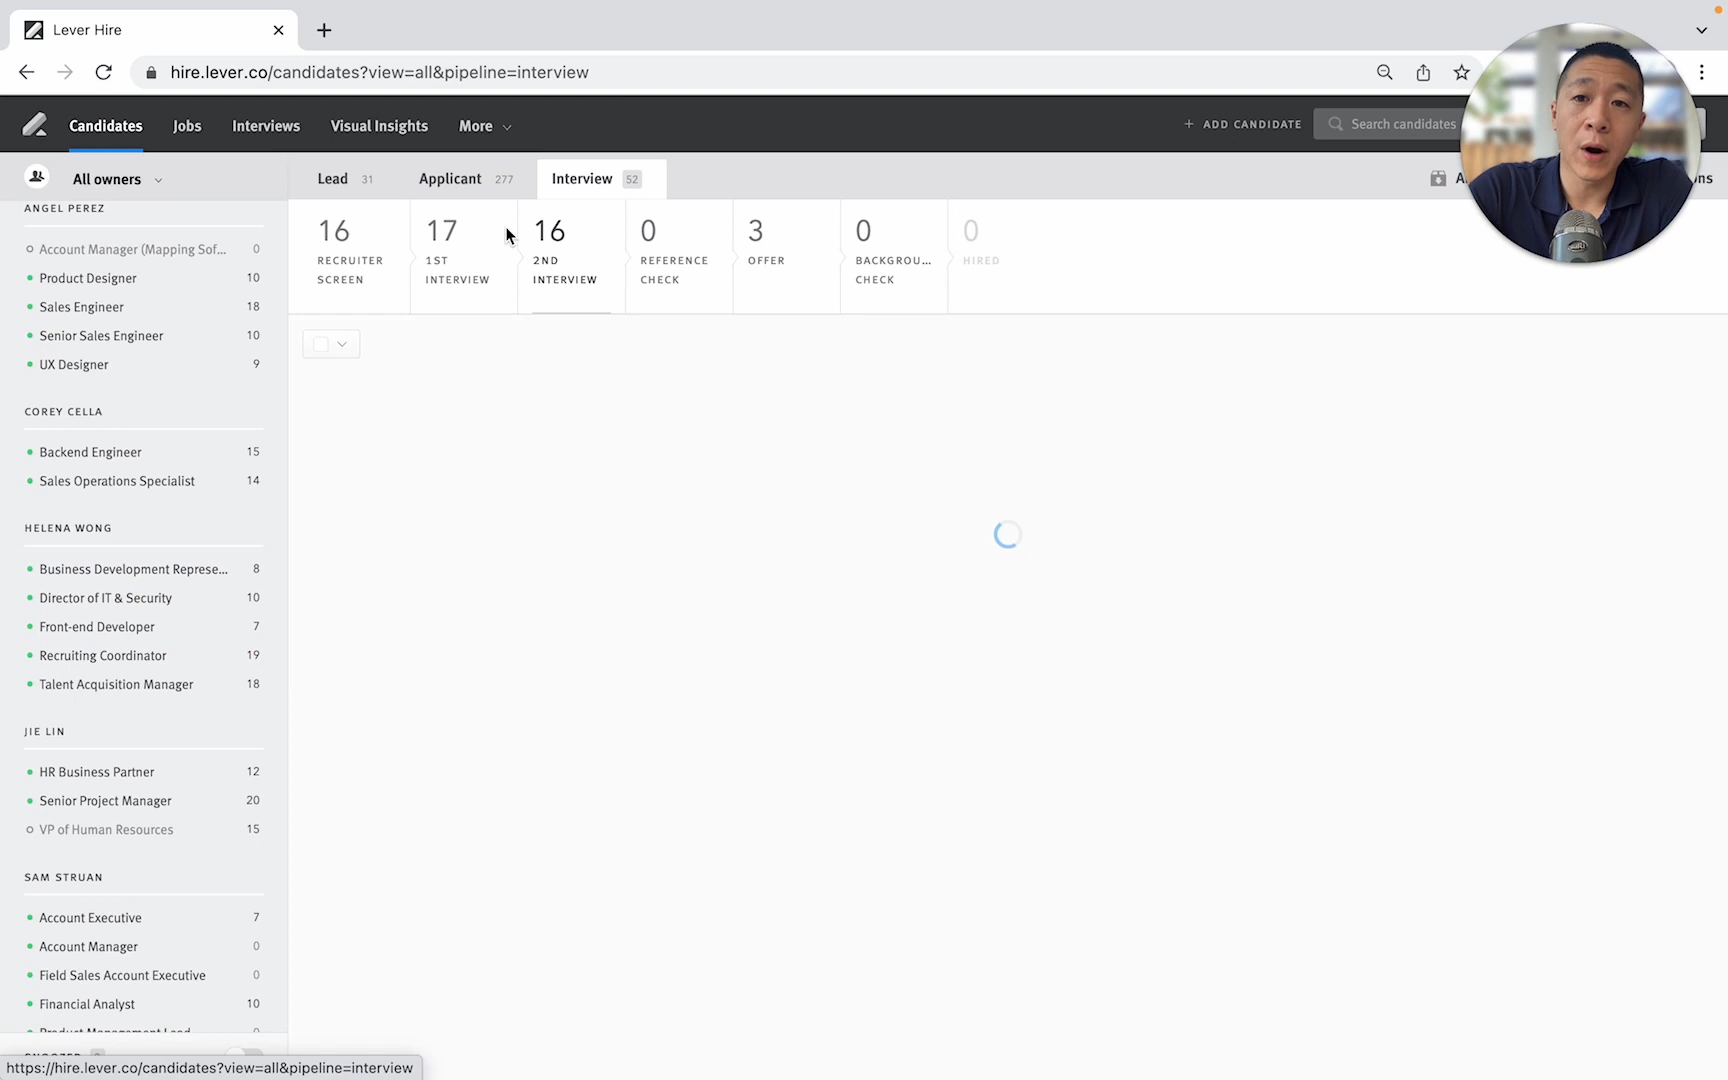 Lever Hire
hire.lever.co/candidates?view=all&pipeline=interview
Candidates
Jobs
Interviews
Visual Insights
More
+ ADD CANDIDATE
Search candidates
All owners
Lead 31
Applicant 277
Interview 52
16
RECRUITER
SCREEN
17
1ST
INTERVIEW
16
2ND
INTERVIEW
0
REFERENCE
CHECK
3
OFFER
0
BACKGROU...
CHECK
0
HIRED
ANGEL PEREZ
Account Manager (Mapping Sof... 0
Product Designer 10
Sales Engineer 18
Senior Sales Engineer 10
UX Designer 9
COREY CELLA
Backend Engineer 15
Sales Operations Specialist 14
HELENA WONG
Business Development Represe... 8
Director of IT & Security 10
Front-end Developer 7
Recruiting Coordinator 19
Talent Acquisition Manager 18
JIE LIN
HR Business Partner 12
Senior Project Manager 20
VP of Human Resources 15
SAM STRUAN
Account Executive 7
Account Manager 0
Field Sales Account Executive 0
Financial Analyst 10
Product Management Lead 0
SNOOZED
https://hire.lever.co/candidates?view=all&pipeline=interview